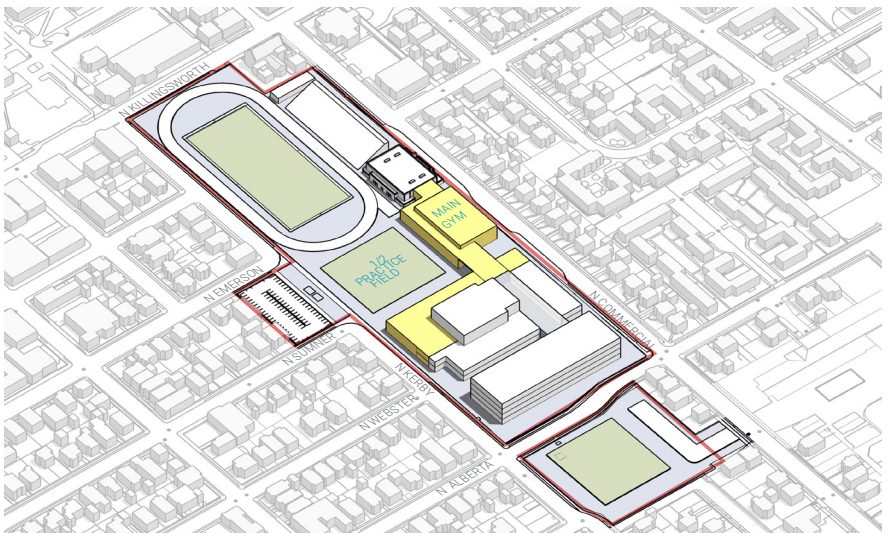 N KILLINGSWORTH
MAIN
GYM
1/2
PRACTICE
FIELD
N EMERSON
N COMMERCIAL
N SUMNER
N KERBY
N WEBSTER
N ALBERTA